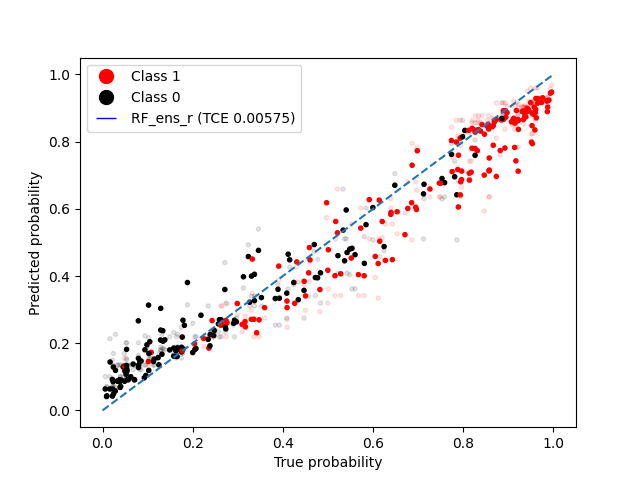 Class 1
Class 0
RF_ens_r (TCE 0.00575)
1.0
0.8
0.6
0.4
0.2
0.0
Predicted probability
0.0 0.2 0.4 0.6 0.8 1.0
True probability